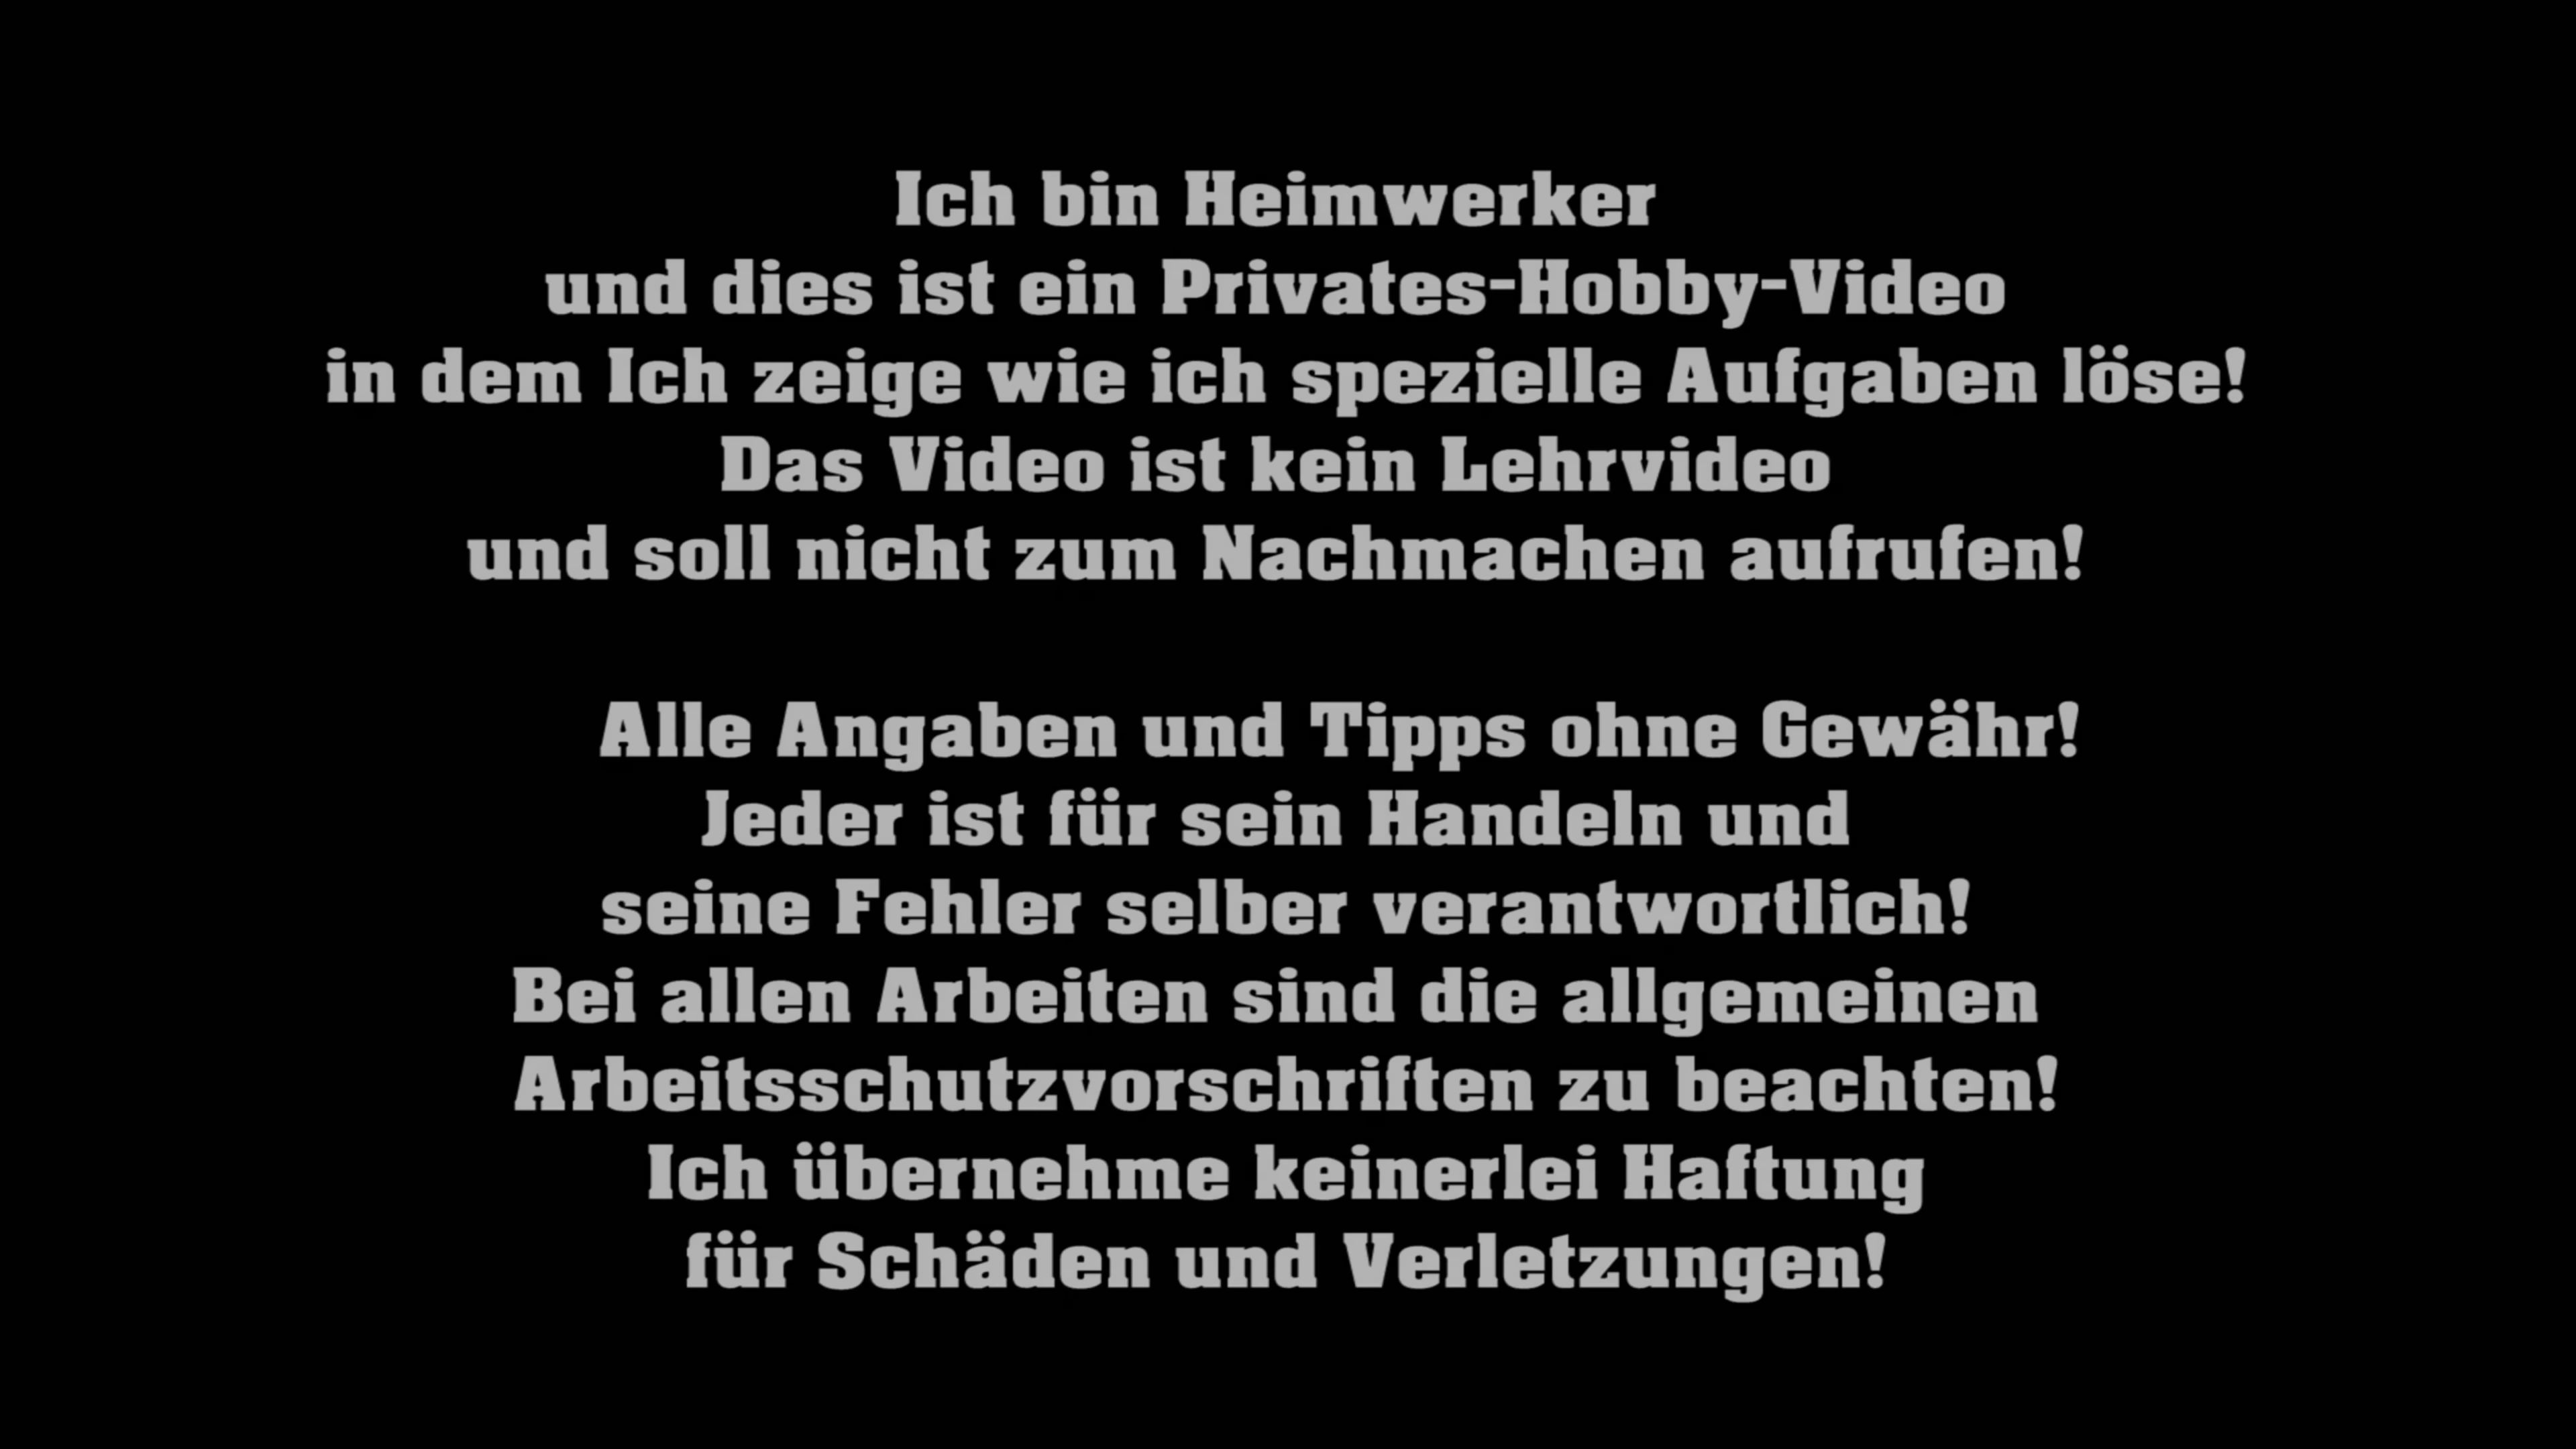 Ich bin Heimwerker
und dies ist ein Privates-Hobby-Video
in dem Ich zeige wie ich spezielle Aufgaben löse!
Das Video ist kein Lehrvideo
und soll nicht zum Nachmachen aufrufen!
Alle Angaben und Tipps ohne Gewähr!
Jeder ist für sein Handeln und
seine Fehler selber verantwortlich!
Bei allen Arbeiten sind die allgemeinen
Arbeitsschutzvorschriften zu beachten!
Ich übernehme keinerlei Haftung
für Schäden und Verletzungen!